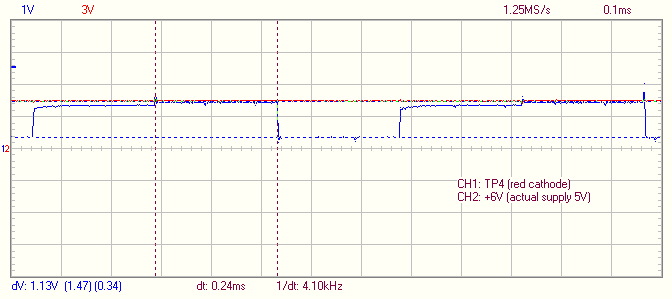 1V 3V 1.25MS/s 0.1ms
12
CH1: TP4 (red cathode)
CH2: +6V (actual supply 5V)
dV: 1.13V (1.47) (0.34) dt: 0.24ms 1/dt: 4.10kHz